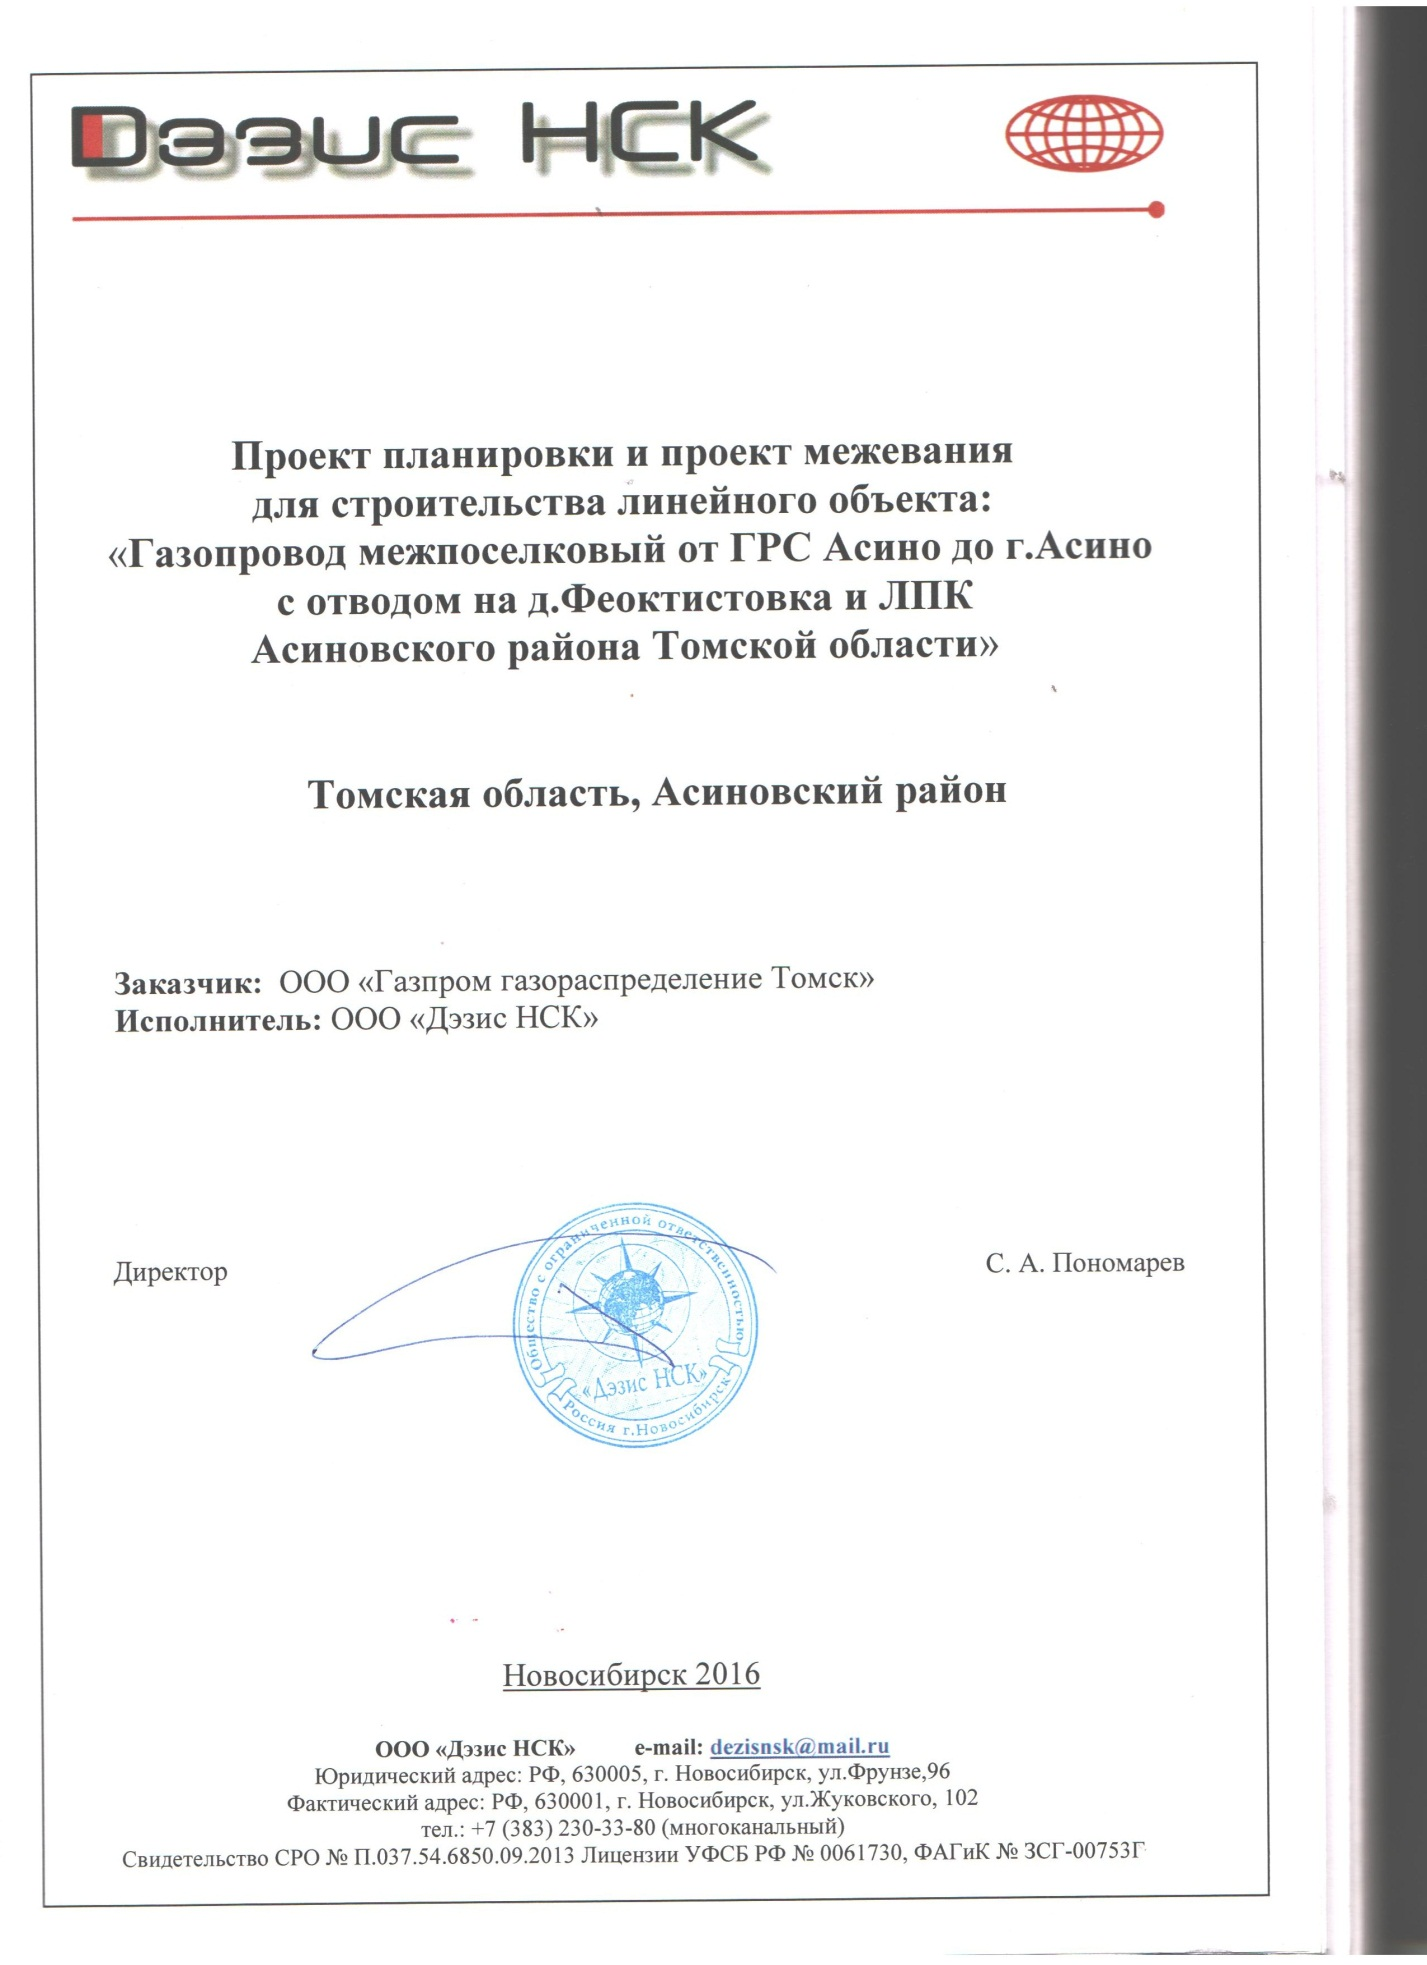 Дэзис НСК
Проект планировки и проект межевания
для строительства линейного объекта:
«Газопровод межпоселковый от ГРС Асино до г.Асино
с отводом на д.Феоктистовка и ЛПК
Асиновского района Томской области»
Томская область, Асиновский район
Заказчик: ООО «Газпром газораспределение Томск»
Исполнитель: ООО «Дэзис НСК»
Директор
Общество с ограниченной ответственностью
«Дэзис НСК»
Россия г.Новосибирск
С. А. Пономарев
Новосибирск 2016
ООО «Дэзис НСК» e-mail: dezisnsk@mail.ru
Юридический адрес: РФ, 630005, г. Новосибирск, ул.Фрунзе,96
Фактический адрес: РФ, 630001, г. Новосибирск, ул.Жуковского, 102
тел.: +7 (383) 230-33-80 (многоканальный)
Свидетельство СРО № П.037.54.6850.09.2013 Лицензии УФСБ РФ № 0061730, ФАГиК № ЗСГ-00753Г